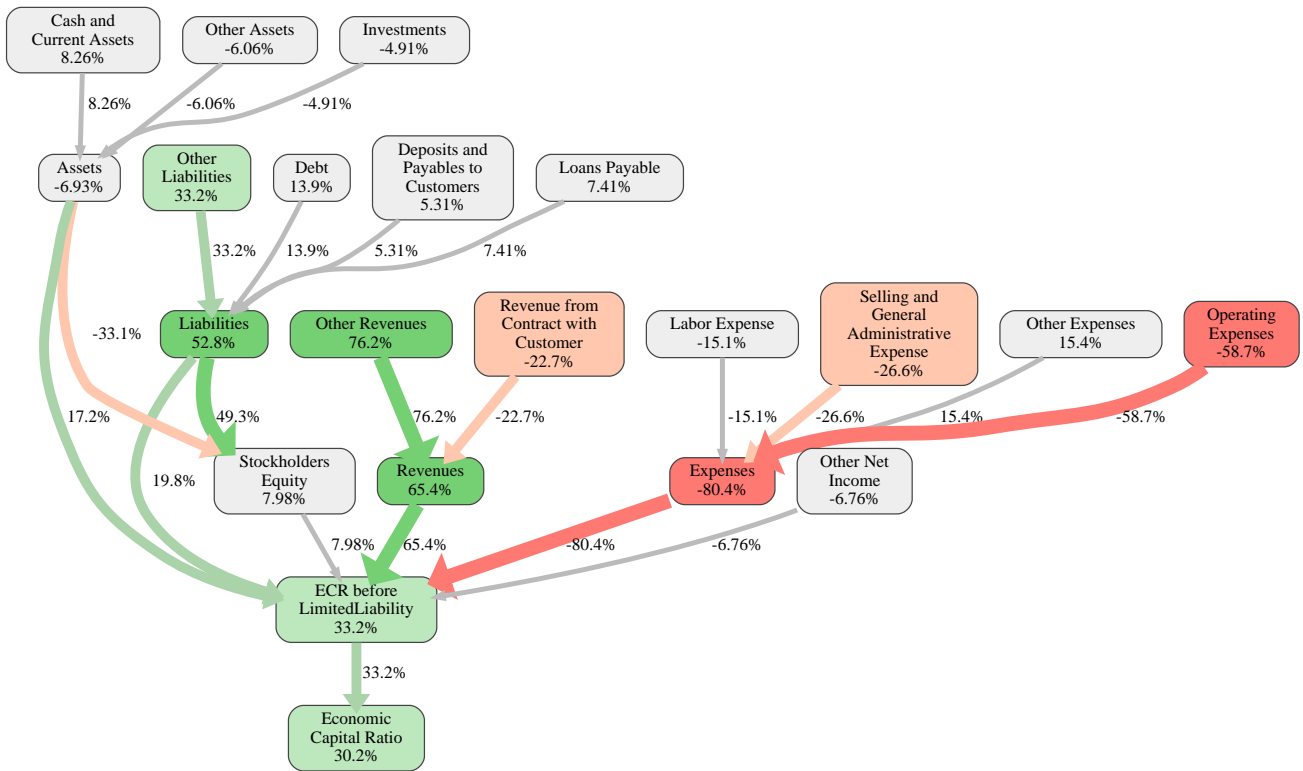 Cash and
Current Assets
8.26%
Other Assets
-6.06%
Investments
-4.91%
8.26%
-6.06%
-4.91%
Assets
-6.93%
Other
Liabilities
33.2%
Debt
13.9%
Deposits and
Payables to
Customers
5.31%
Loans Payable
7.41%
33.2%
13.9%
5.31%
7.41%
-33.1%
Liabilities
52.8%
Other Revenues
76.2%
Revenue from
Contract with
Customer
-22.7%
Labor Expense
-15.1%
Selling and
General
Administrative
Expense
-26.6%
Other Expenses
15.4%
Operating
Expenses
-58.7%
17.2%
49.3%
76.2%
-22.7%
-15.1%
-26.6%
15.4%
-58.7%
19.8%
Stockholders
Equity
7.98%
Revenues
65.4%
Expenses
-80.4%
Other Net
Income
-6.76%
7.98%
65.4%
-80.4%
-6.76%
ECR before
LimitedLiability
33.2%
33.2%
Economic
Capital Ratio
30.2%